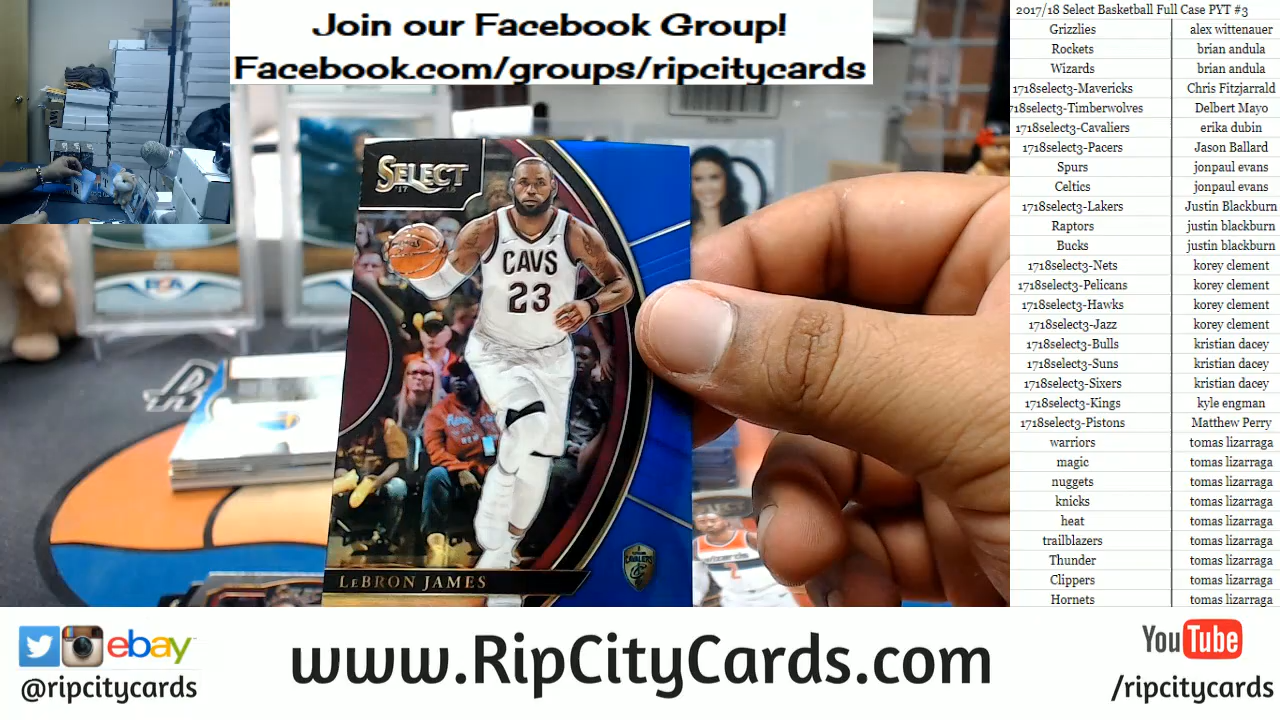 Join our Facebook Group!
Facebook.com/groups/ripcitycards
2017/18 Select Basketball Full Case PYT #3
Grizzlies alex wittenauer
Rockets brian andula
Wizards brian andula
1718select3-Mavericks Chris Fitzjarrald
718select3-Timberwolves Delbert Mayo
1718select3-Cavaliers erika dubin
1718select3-Pacers Jason Ballard
Spurs jonpaul evans
Celtics jonpaul evans
1718select3-Lakers Justin Blackburn
Raptors justin blackburn
Bucks justin blackburn
1718select3-Nets korey clement
1718select3-Pelicans korey clement
1718select3-Hawks korey clement
1718select3-Jazz korey clement
1718select3-Bulls kristian dacey
1718select3-Suns kristian dacey
1718select3-Sixers kristian dacey
1718select3-Kings kyle engman
1718select3-Pistons Matthew Perry
warriors tomas lizarraga
magic tomas lizarraga
nuggets tomas lizarraga
knicks tomas lizarraga
heat tomas lizarraga
trailblazers tomas lizarraga
Thunder tomas lizarraga
Clippers tomas lizarraga
Hornets tomas lizarraga
SELECT
'17 '18
CAVS
23
LEBRON JAMES
CAVALIERS
2
ebay
@ripcitycards
www.RipCityCards.com
YouTube
/ripcitycards